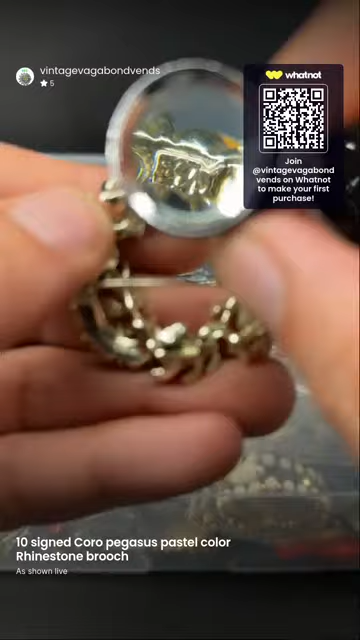 vintagevagabondvends
5
whatnot
Join
@vintagevagabond
vends on Whatnot
to make your first
purchase!
10 signed Coro pegasus pastel color
Rhinestone brooch
As shown live